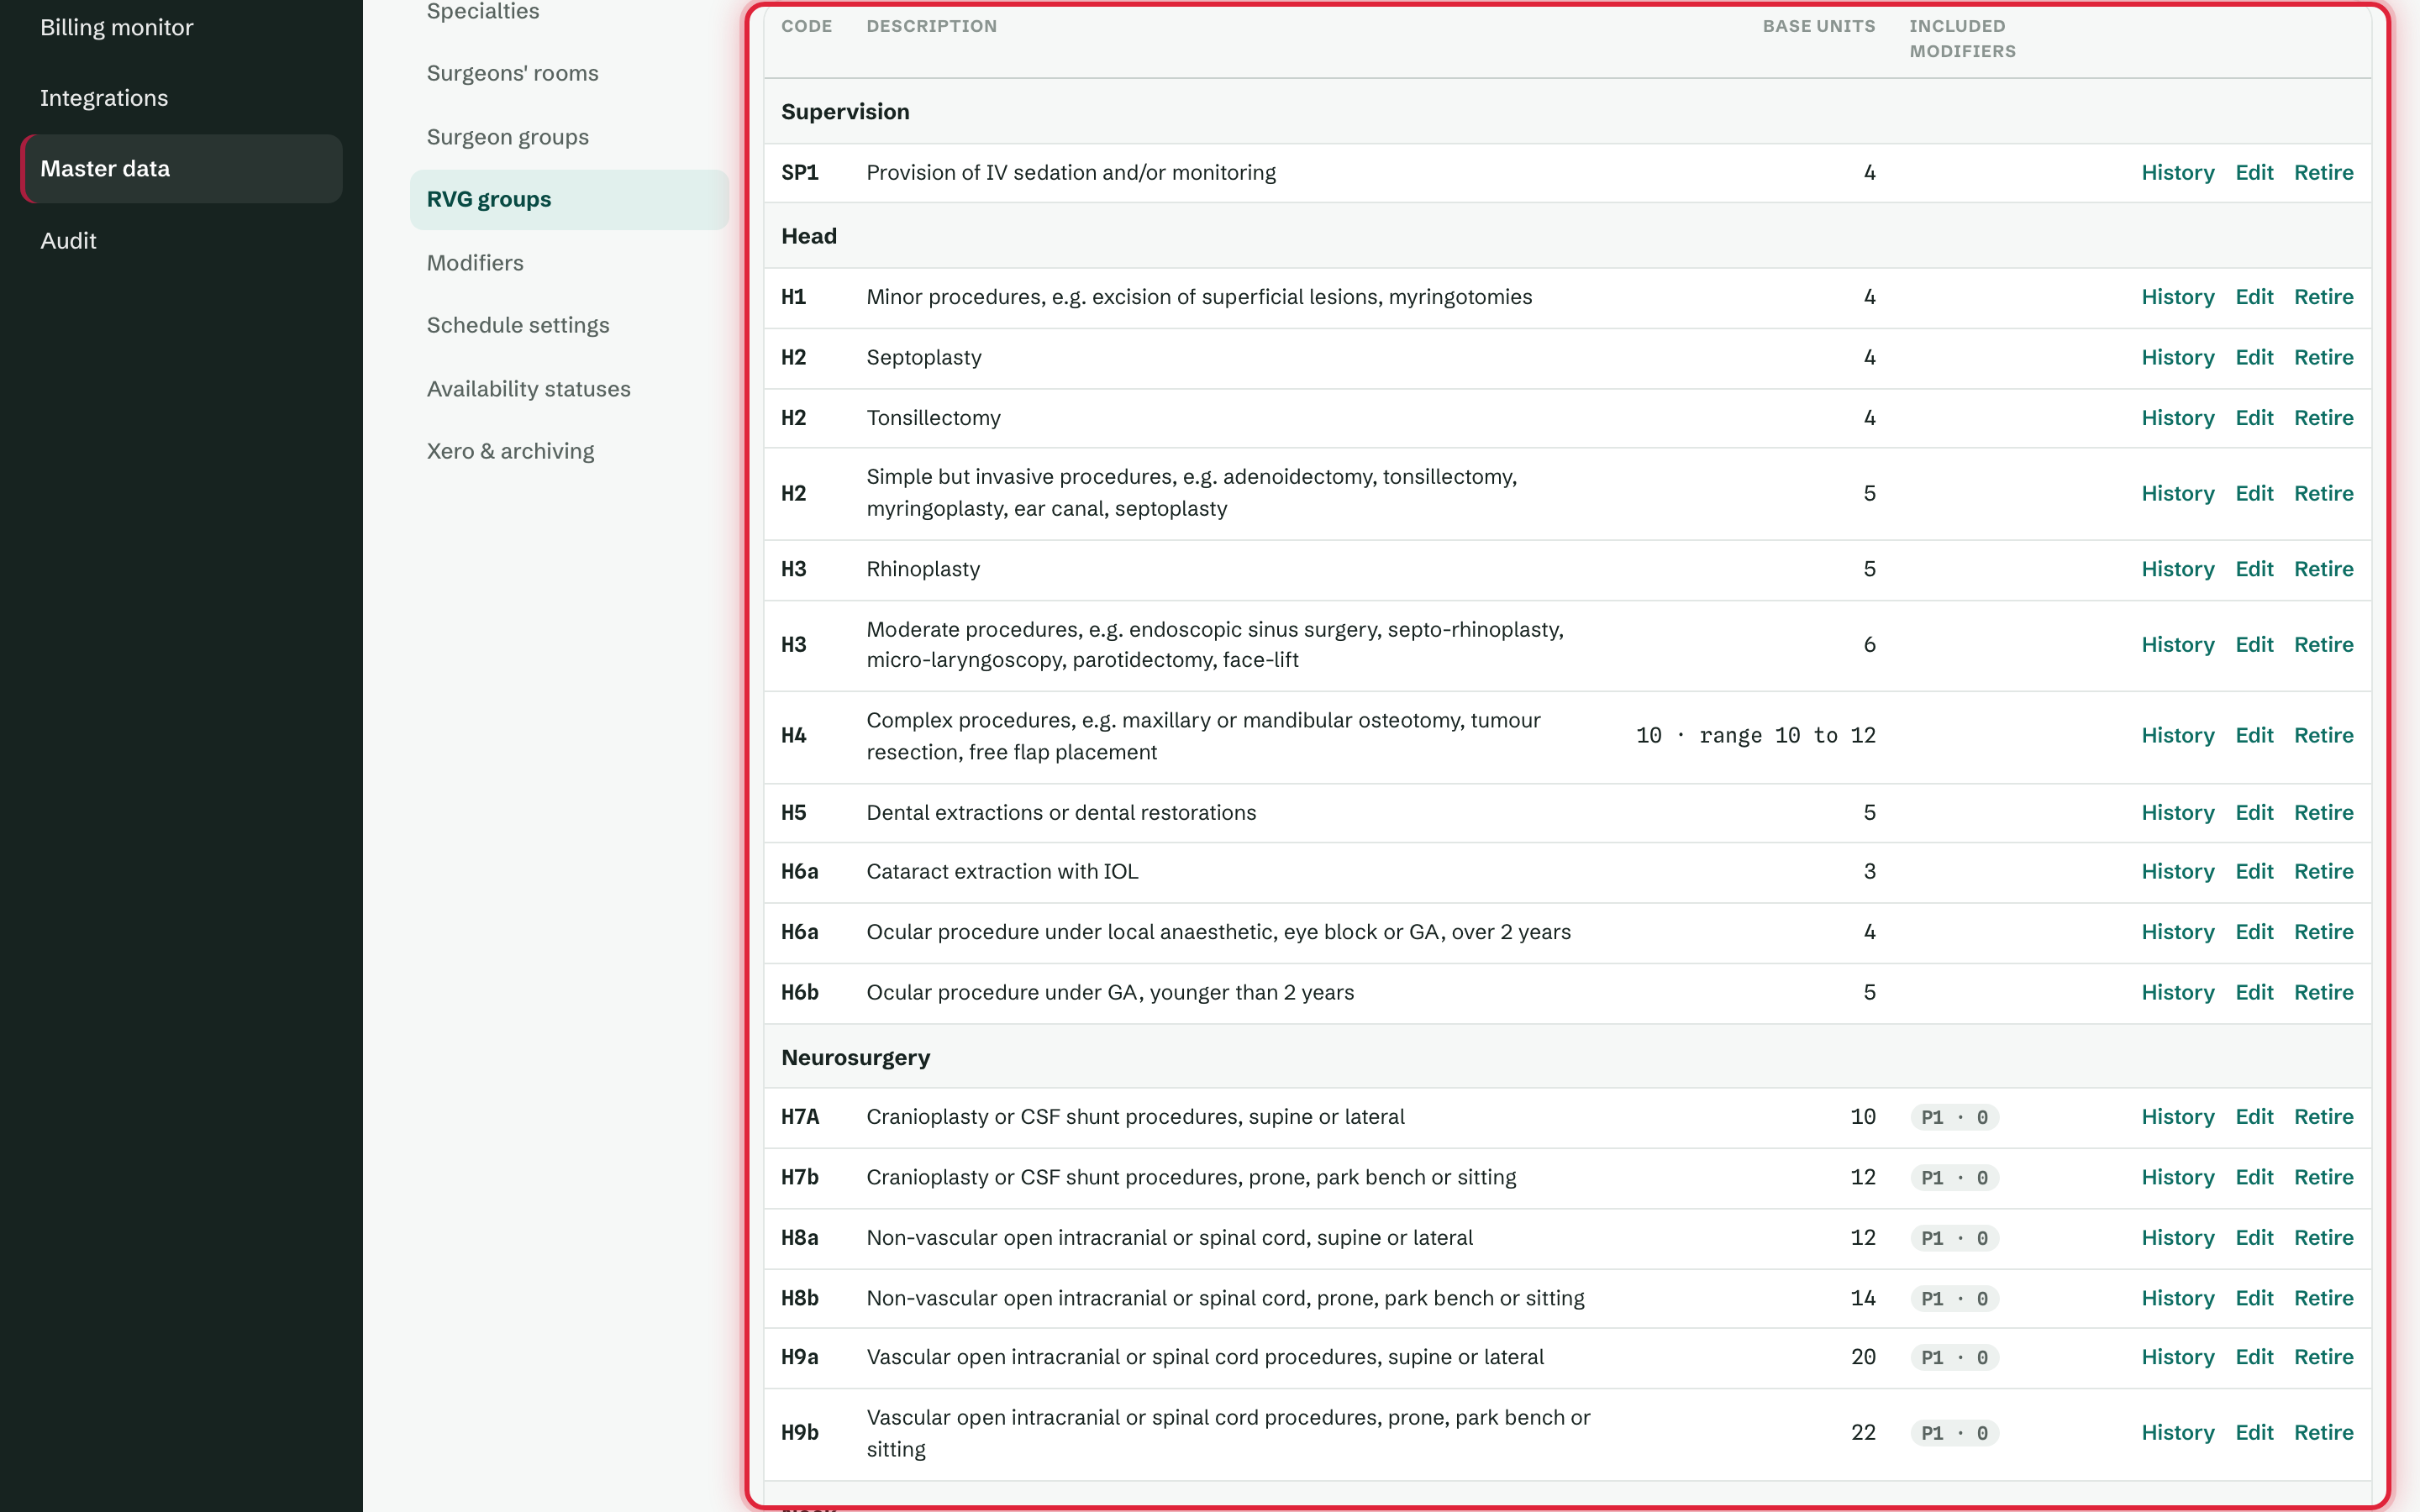 Billing monitor
Integrations
Master data
Audit
Specialties
Surgeons' rooms
Surgeon groups
RVG groups
Modifiers
Schedule settings
Availability statuses
Xero & archiving
CODE DESCRIPTION BASE UNITS INCLUDED
MODIFIERS
Supervision
SP1 Provision of IV sedation and/or monitoring 4 History Edit Retire
Head
H1 Minor procedures, e.g. excision of superficial lesions, myringotomies 4 History Edit Retire
H2 Septoplasty 4 History Edit Retire
H2 Tonsillectomy 4 History Edit Retire
H2 Simple but invasive procedures, e.g. adenoidectomy, tonsillectomy,
myringoplasty, ear canal, septoplasty 5 History Edit Retire
H3 Rhinoplasty 5 History Edit Retire
H3 Moderate procedures, e.g. endoscopic sinus surgery, septo-rhinoplasty,
micro-laryngoscopy, parotidectomy, face-lift 6 History Edit Retire
H4 Complex procedures, e.g. maxillary or mandibular osteotomy, tumour
resection, free flap placement 10 · range 10 to 12 History Edit Retire
H5 Dental extractions or dental restorations 5 History Edit Retire
H6a Cataract extraction with IOL 3 History Edit Retire
H6a Ocular procedure under local anaesthetic, eye block or GA, over 2 years 4 History Edit Retire
H6b Ocular procedure under GA, younger than 2 years 5 History Edit Retire
Neurosurgery
H7A Cranioplasty or CSF shunt procedures, supine or lateral 10 P1 · 0 History Edit Retire
H7b Cranioplasty or CSF shunt procedures, prone, park bench or sitting 12 P1 · 0 History Edit Retire
H8a Non-vascular open intracranial or spinal cord, supine or lateral 12 P1 · 0 History Edit Retire
H8b Non-vascular open intracranial or spinal cord, prone, park bench or sitting 14 P1 · 0 History Edit Retire
H9a Vascular open intracranial or spinal cord procedures, supine or lateral 20 P1 · 0 History Edit Retire
H9b Vascular open intracranial or spinal cord procedures, prone, park bench or
sitting 22 P1 · 0 History Edit Retire